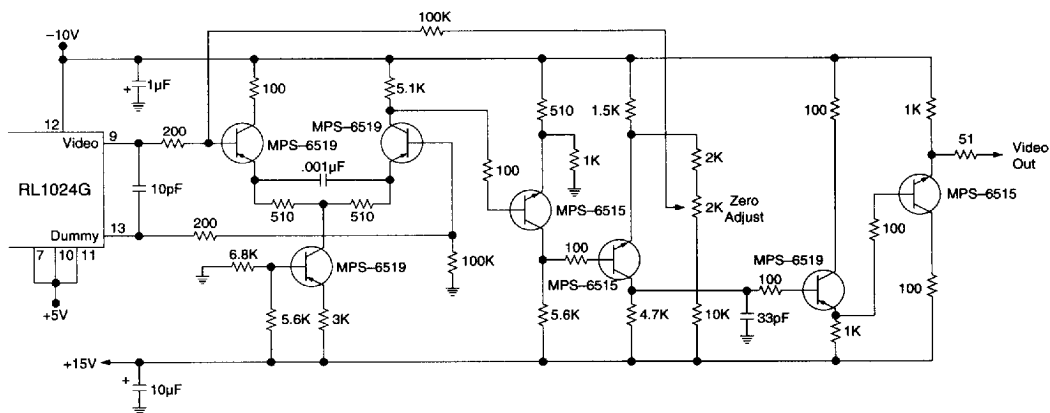 100K
−10V
+ 1μF
100
5.1K
510
1.5K
100
1K
12
9
Video
200
MPS–6519
MPS–6519
.001μF
RL1024G
10pF
510
510
100
1K
MPS–6515
2K
2K
Zero
Adjust
51
Video
Out
MPS–6515
13
Dummy
200
7
10
11
+5V
6.8K
MPS–6519
100K
100
MPS–6515
100
MPS–6519
100
100
5.6K
3K
5.6K
4.7K
10K
33pF
1K
+15V
+
10μF